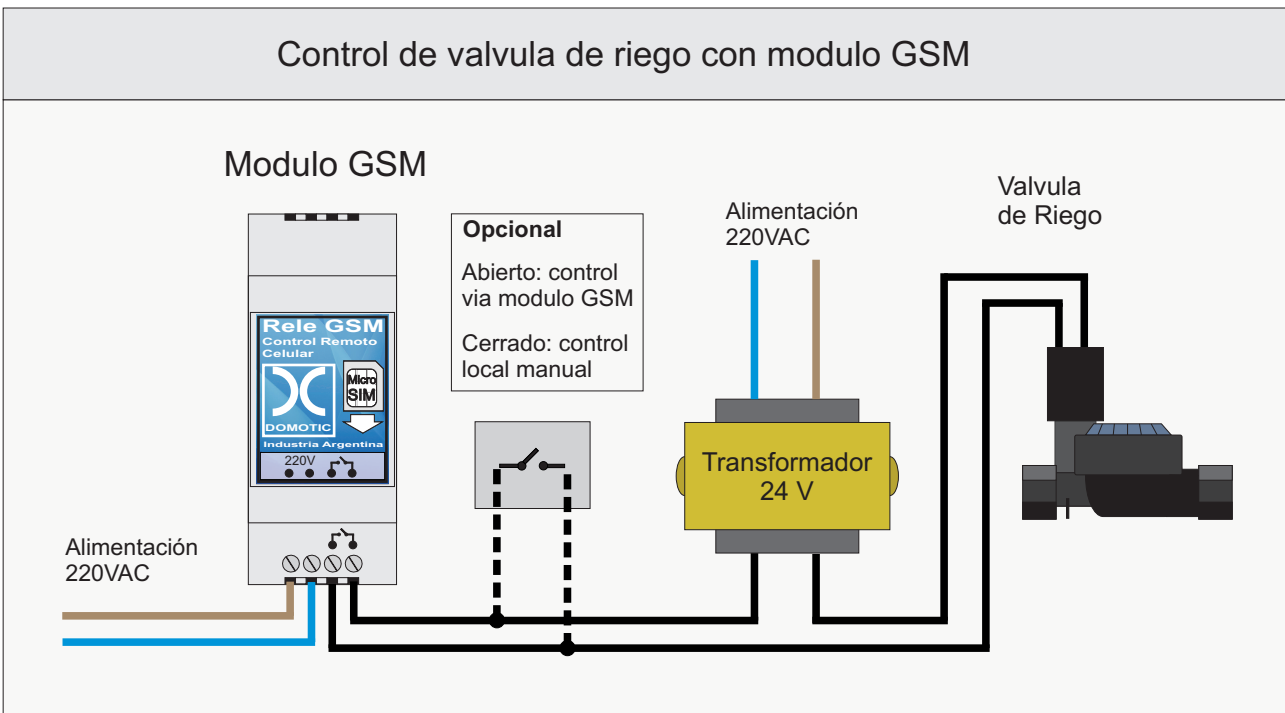 Control de valvula de riego con modulo GSM
Modulo GSM
Rele GSM
Control Remoto
Celular
Micro
SIM
DOMOTIC
Industria Argentina
220V
Alimentación
220VAC
Opcional
Abierto: control
via modulo GSM
Cerrado: control
local manual
Alimentación
220VAC
Transformador
24 V
Valvula
de Riego